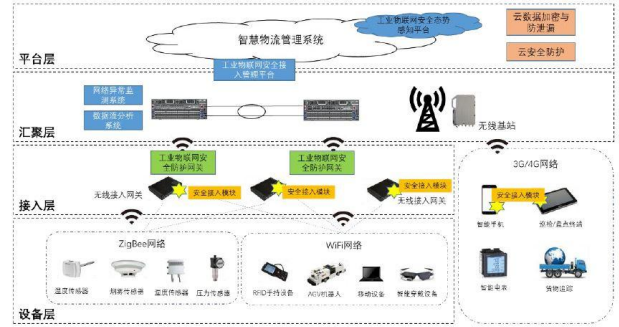 工业物联网安全态势
感知平台
云数据加密与
防泄漏
智慧物流管理系统
云安全防护
平台层
工业物联网安全接
入管理平台
网络异常监
测系统
数据流分析
系统
汇聚层
无线基站
工业物联网安
全防护网关
工业物联网安
全防护网关
3G/4G网络
无线接入网关
安全接入模块
安全接入模块
安全接入模块
无线接入网关
安全接入模块
接入层
智能手机
巡检/盘点终端
ZigBee网络
WiFi网络
温度传感器
烟雾传感器
温度传感器
压力传感器
RFID手持设备
AGV机器人
移动设备
智能穿戴设备
智能电表
货物追踪
设备层